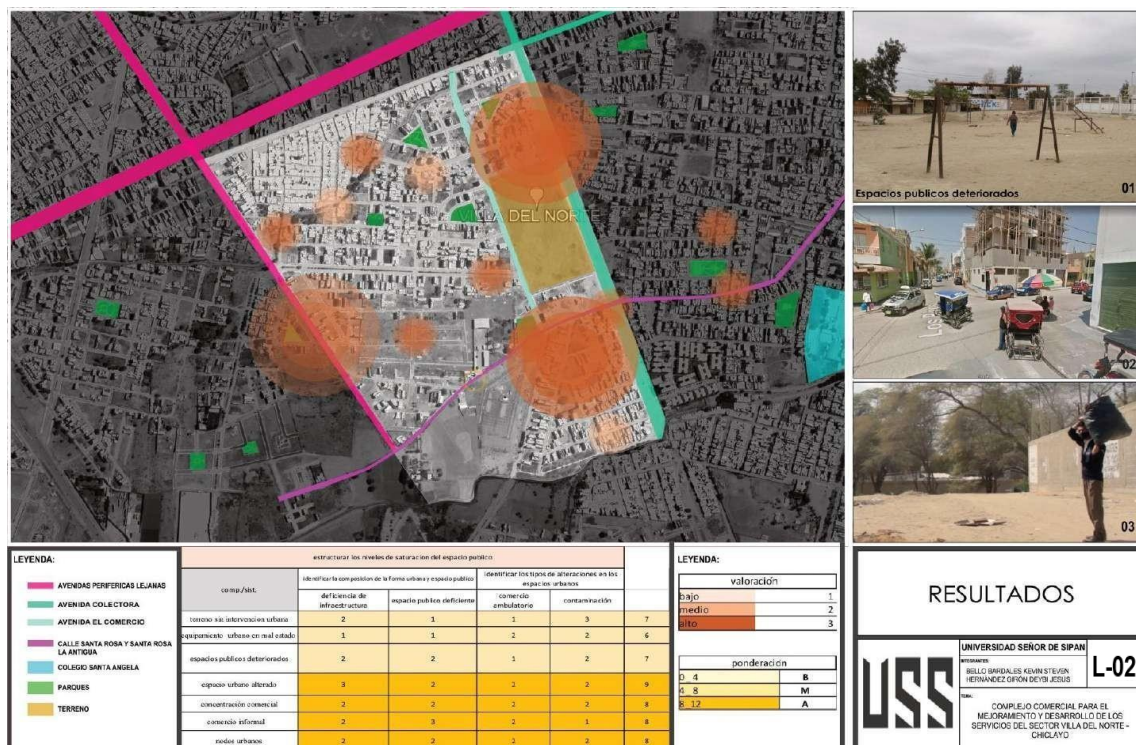 VILLA DEL NORTE
Espacios publicos deteriorados
01
02
03
LEYENDA:
AVENIDAS PERIFERICAS LEJANAS
AVENIDA COLECTORA
AVENIDA EL COMERCIO
CALLE SANTA ROSA Y SANTA ROSA
LA ANTIGUA
COLEGIO SANTA ANGELA
PARQUES
TERRENO
estructurar los niveles de saturacion del espacio publico
comp./sist.
identificar la composicion de la forma urbana y espacio publico
identificar los tipos de alteraciones en los
espacios urbanos
deficiencia de
infraestructura
espacio publico deficiente
comercio
ambulatorio
contaminación
terreno sin intervencion urbana 2 1 1 3 7
equipamiento urbano en mal estado 1 1 2 2 6
espacios publicos deteriorados 2 2 1 2 7
espacio urbano alterado 3 2 2 2 9
concentración comercial 2 2 2 2 8
comercio informal 2 3 2 1 8
nodos urbanos 2 2 2 2 8
LEYENDA:
valoración
bajo 1
medio 2
alto 3
ponderación
0_4 B
4_8 M
8_12 A
RESULTADOS
USS
UNIVERSIDAD SEÑOR DE SIPAN
INTEGRANTES:
BELLO BARDALES KEVIN STEVEN
HERNÁNDEZ GIRÓN DEYBI JESUS
L-02
TEMA:
COMPLEJO COMERCIAL PARA EL
MEJORAMIENTO Y DESARROLLO DE LOS
SERVICIOS DEL SECTOR VILLA DEL NORTE -
CHICLAYO